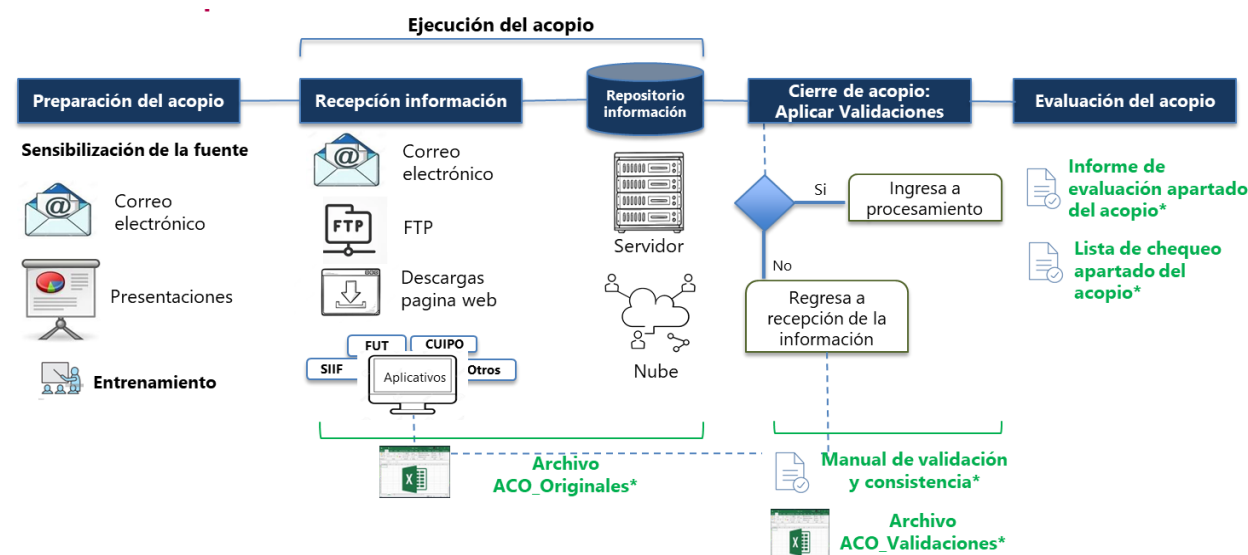 Ejecución del acopio
Preparación del acopio
Recepción información
Repositorio
información
Cierre de acopio:
Aplicar Validaciones
Evaluación del acopio
Sensibilización de la fuente
@
Correo
electrónico
Presentaciones
Entrenamiento
@
Correo
electrónico
FTP
FTP
Descargas
pagina web
SIIF
FUT
CUIPO
Otros
Aplicativos
Servidor
Nube
Si
Ingresa a
procesamiento
No
Regresa a
recepción de la
información
Informe de
evaluación apartado
del acopio*
Lista de chequeo
apartado del
acopio*
X
Archivo
ACO_Originales*
Manual de validación
y consistencia*
X
Archivo
ACO_Validaciones*